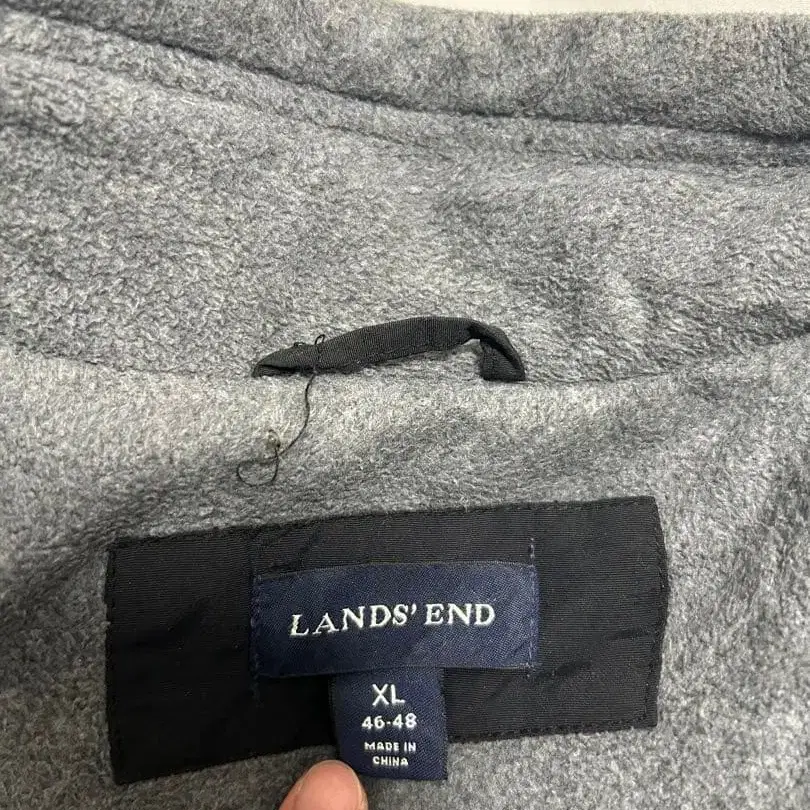 LANDS' END
XL
46-48
MADE IN
CHINA